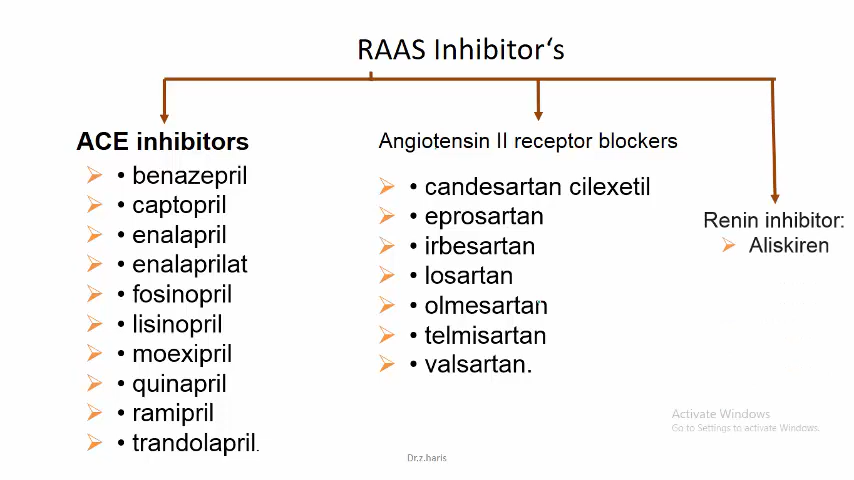 RAAS Inhibitor‘s
ACE inhibitors
• benazepril
• captopril
• enalapril
• enalaprilat
• fosinopril
• lisinopril
• moexipril
• quinapril
• ramipril
• trandolapril.
Angiotensin II receptor blockers
• candesartan cilexetil
• eprosartan
• irbesartan
• losartan
• olmesartan
• telmisartan
• valsartan.
Renin inhibitor:
Aliskiren
Activate Windows
Go to Settings to activate Windows.
Dr.z.haris